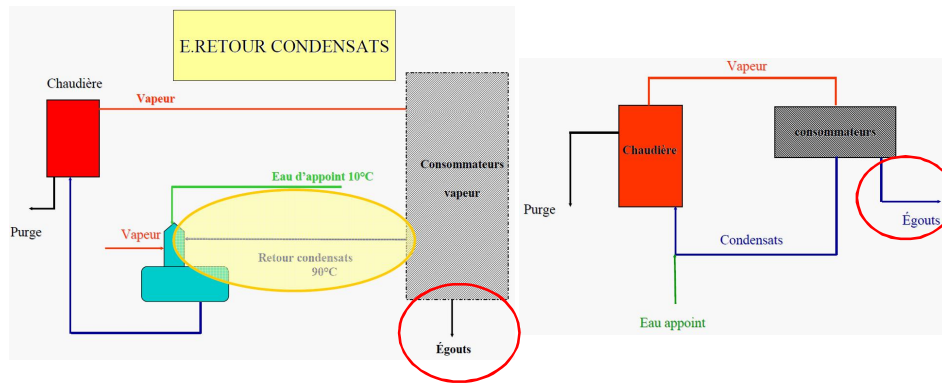 E.RETOUR CONDENSATS
Chaudière
Vapeur
Consommateurs
vapeur
Eau d'appoint 10°C
Purge
Vapeur
Retour condensats
90°C
Égouts
Vapeur
consommateurs
Chaudière
Purge
Égouts
Condensats
Eau appoint